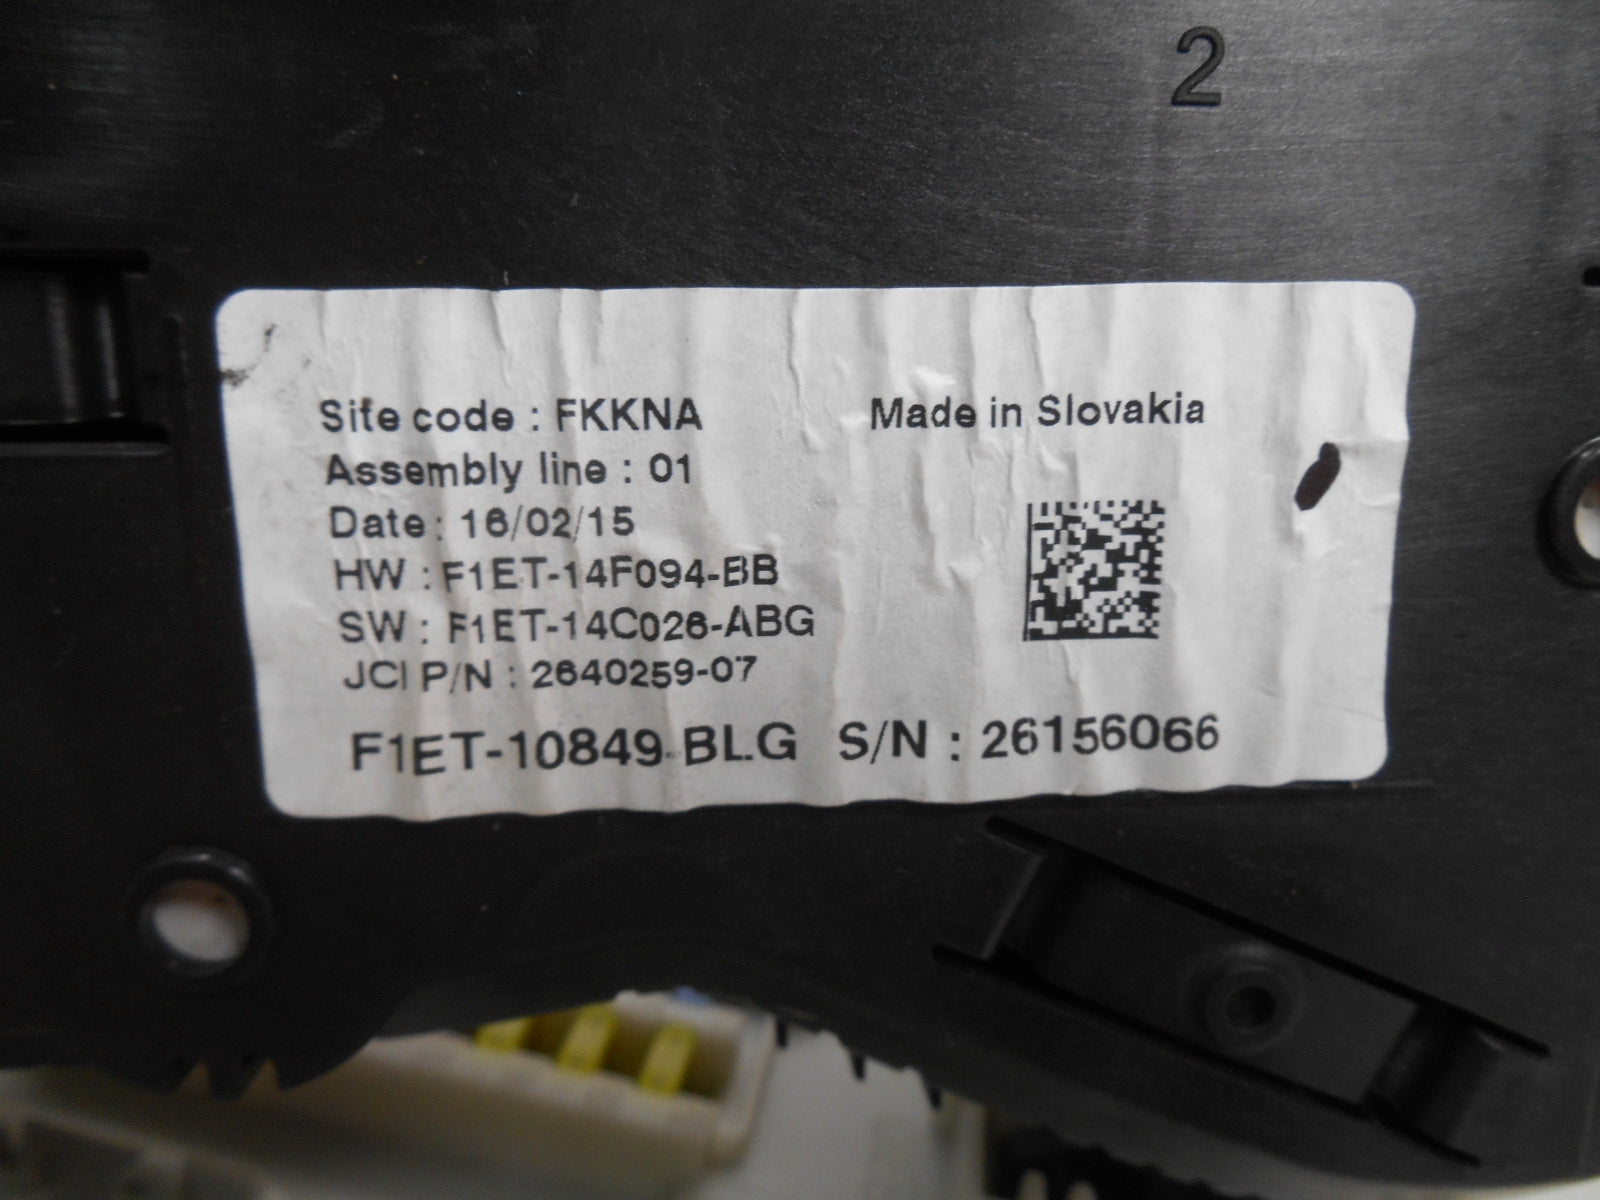 2
Site code : FKKNA Made in Slovakia
Assembly line : 01
Date : 16/02/15
HW : F1ET-14F094-BB
SW : F1ET-14C026-ABG
JCI P/N : 2640259-07
F1ET-10849-BLG S/N : 26156066